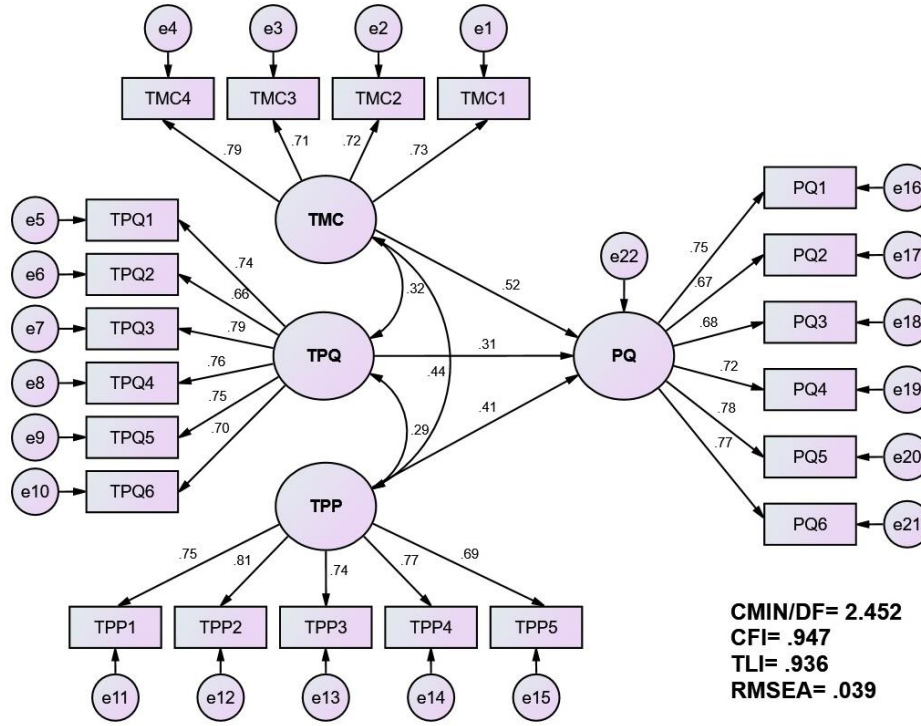 e4 e3 e2 e1
TMC4 TMC3 TMC2 TMC1
.79 .71 .72 .73
TMC
e5 TPQ1
e6 TPQ2
e7 TPQ3
e8 TPQ4
e9 TPQ5
e10 TPQ6
.74
.66
.79
.76
.75
.70
TPQ
.32
.44
.29
.52
.31
.41
e22
PQ
.75
.67
.68
.72
.78
.77
PQ1 e16
PQ2 e17
PQ3 e18
PQ4 e19
PQ5 e20
PQ6 e21
TPP
.75 .81 .74 .77 .69
TPP1 TPP2 TPP3 TPP4 TPP5
e11 e12 e13 e14 e15
CMIN/DF= 2.452
CFI= .947
TLI= .936
RMSEA= .039